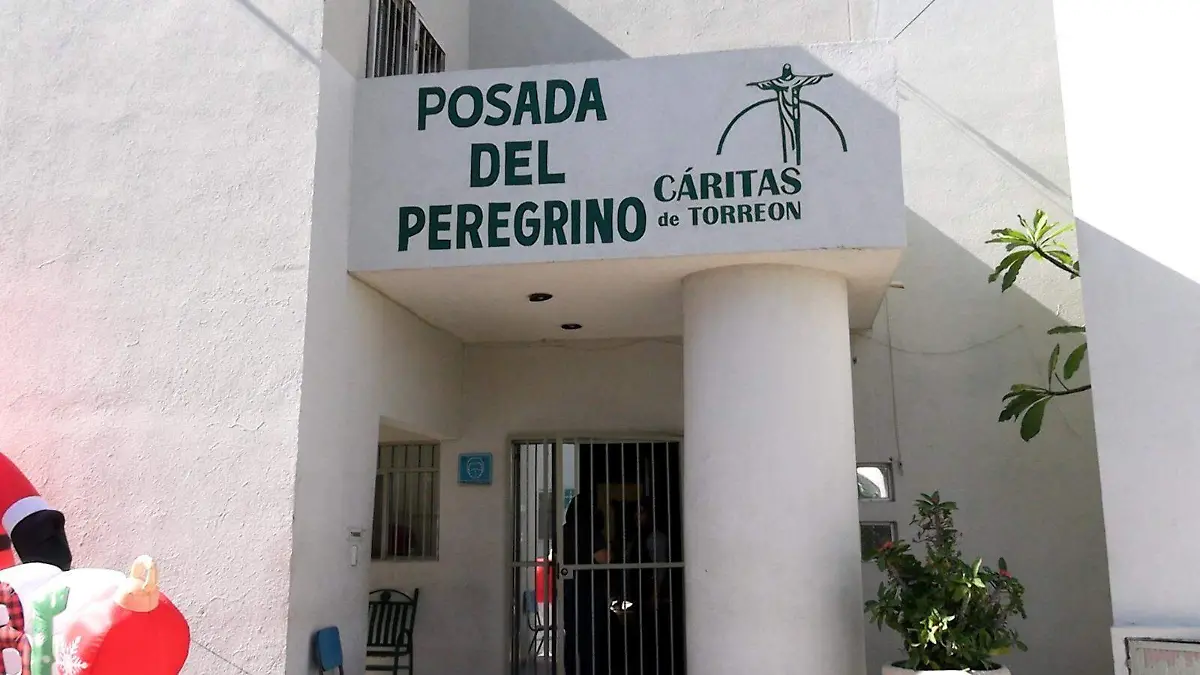 POSADA
DEL
PEREGRINO
CÁRITAS
de TORREON